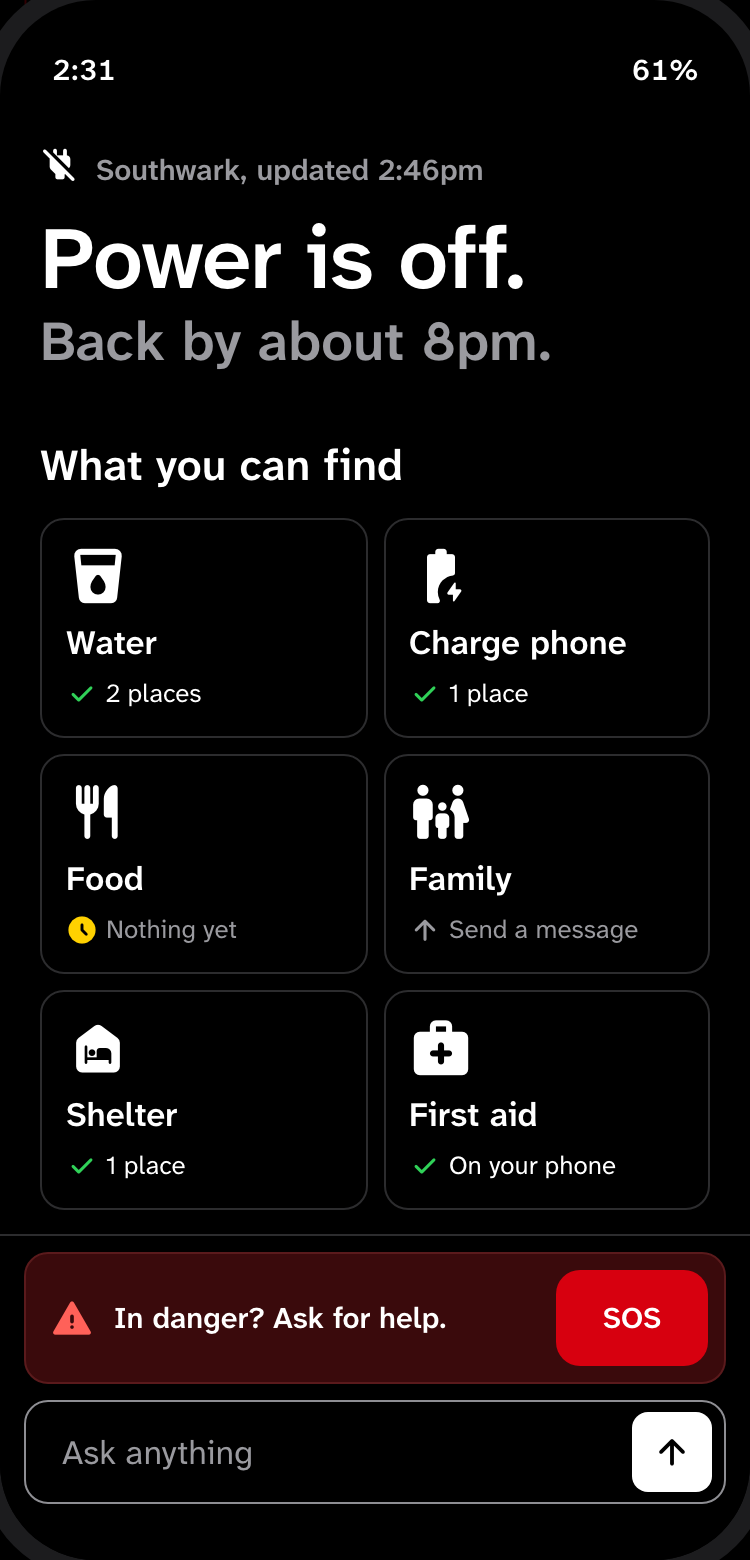 2:31 61%
Southwark, updated 2:46pm
Power is off.
Back by about 8pm.
What you can find
Water
2 places
Charge phone
1 place
Food
Nothing yet
Family
Send a message
Shelter
1 place
First aid
On your phone
In danger? Ask for help.
SOS
Ask anything